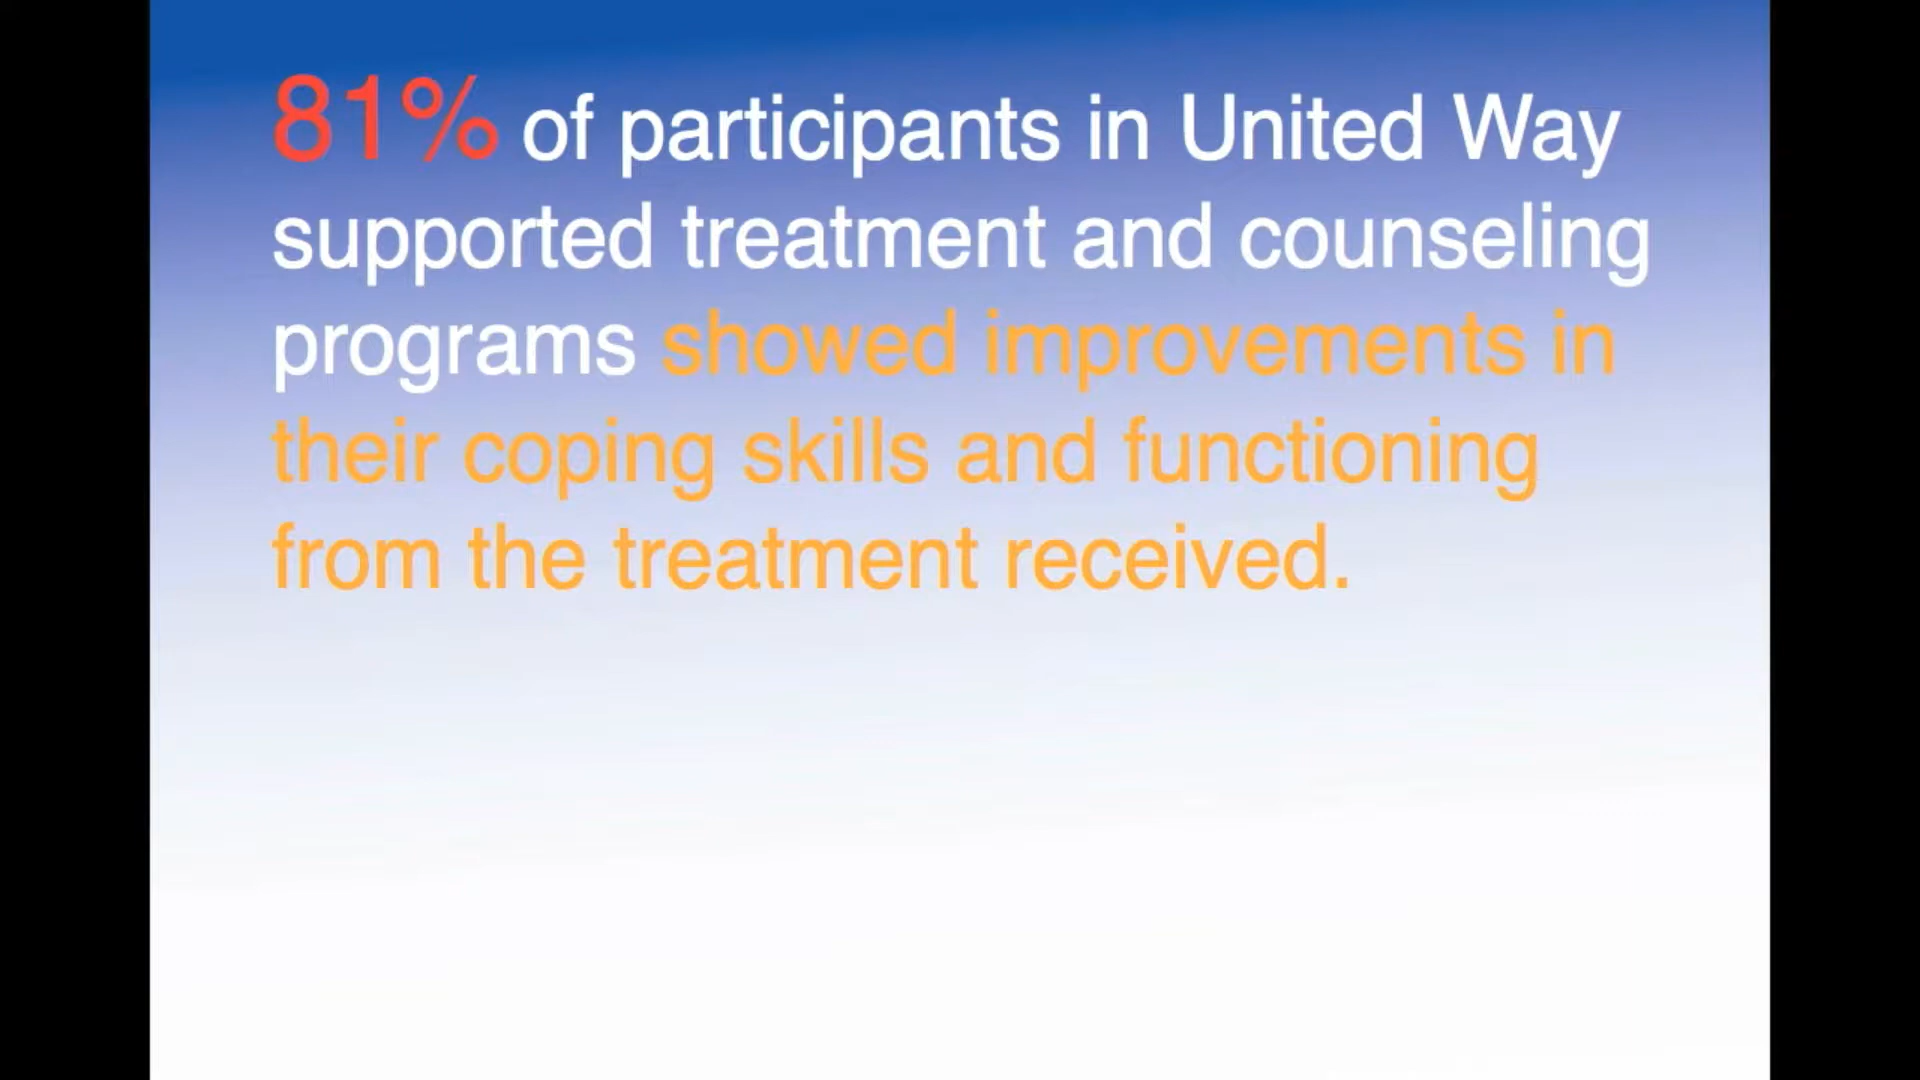 81% of participants in United Way
supported treatment and counseling
programs showed improvements in
their coping skills and functioning
from the treatment received.